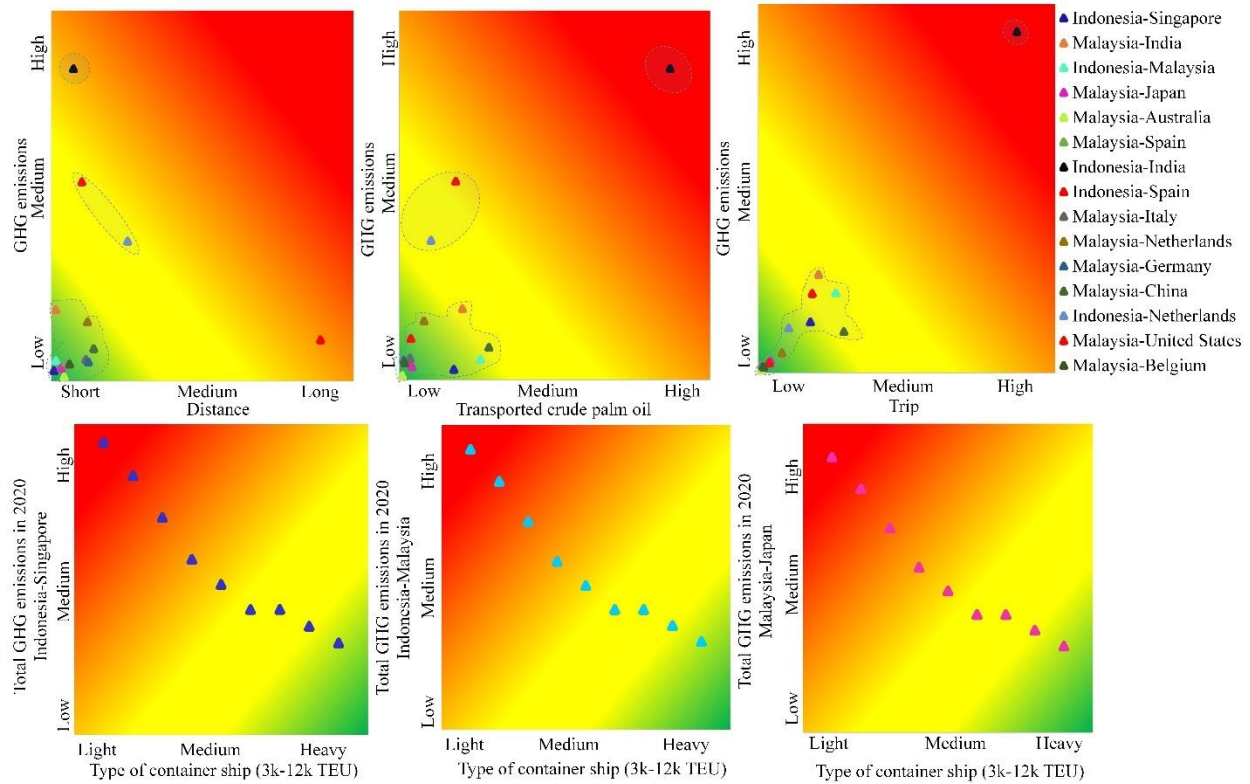 GHG emissions
Low
Medium
High
Short
Medium
Long
Distance
GHG emissions
Low
Medium
High
Low
Medium
High
Transported crude palm oil
GHG emissions
Low
Medium
High
Low
Medium
High
Trip
Indonesia-Singapore
Malaysia-India
Indonesia-Malaysia
Malaysia-Japan
Malaysia-Australia
Malaysia-Spain
Indonesia-India
Indonesia-Spain
Malaysia-Italy
Malaysia-Netherlands
Malaysia-Germany
Malaysia-China
Indonesia-Netherlands
Malaysia-United States
Malaysia-Belgium
Total GHG emissions in 2020
Indonesia-Singapore
Low
Medium
High
Light
Medium
Heavy
Type of container ship (3k-12k TEU)
Total GHG emissions in 2020
Indonesia-Malaysia
Low
Medium
High
Light
Medium
Heavy
Type of container ship (3k-12k TEU)
Total GHG emissions in 2020
Malaysia-Japan
Low
Medium
High
Light
Medium
Heavy
Type of container ship (3k-12k TEU)